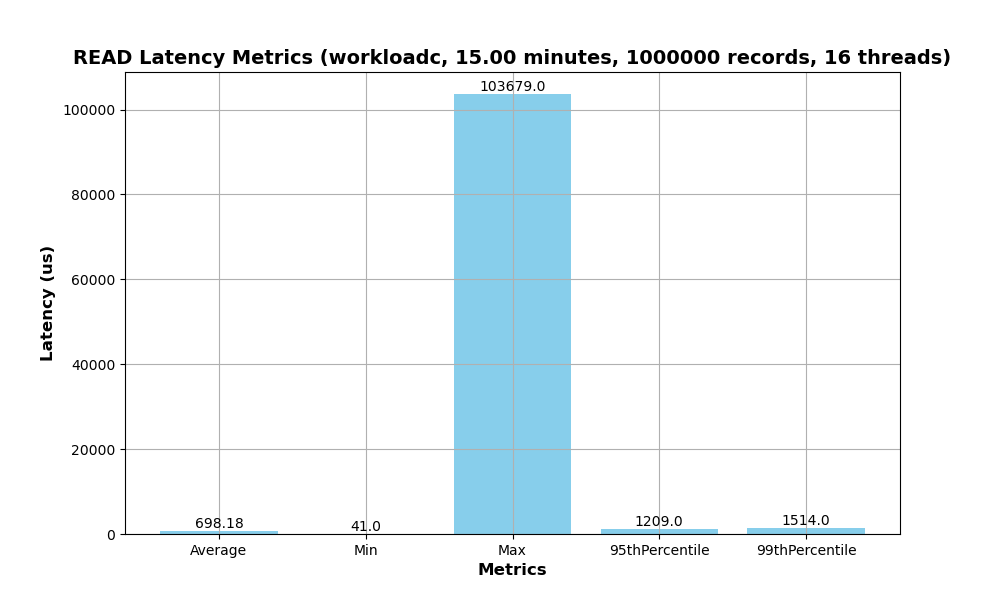 READ Latency Metrics (workloadc, 15.00 minutes, 1000000 records, 16 threads)
103679.0
100000
80000
60000
40000
20000
0
Latency (us)
698.18
41.0
1209.0
1514.0
Average
Min
Max
95thPercentile
99thPercentile
Metrics